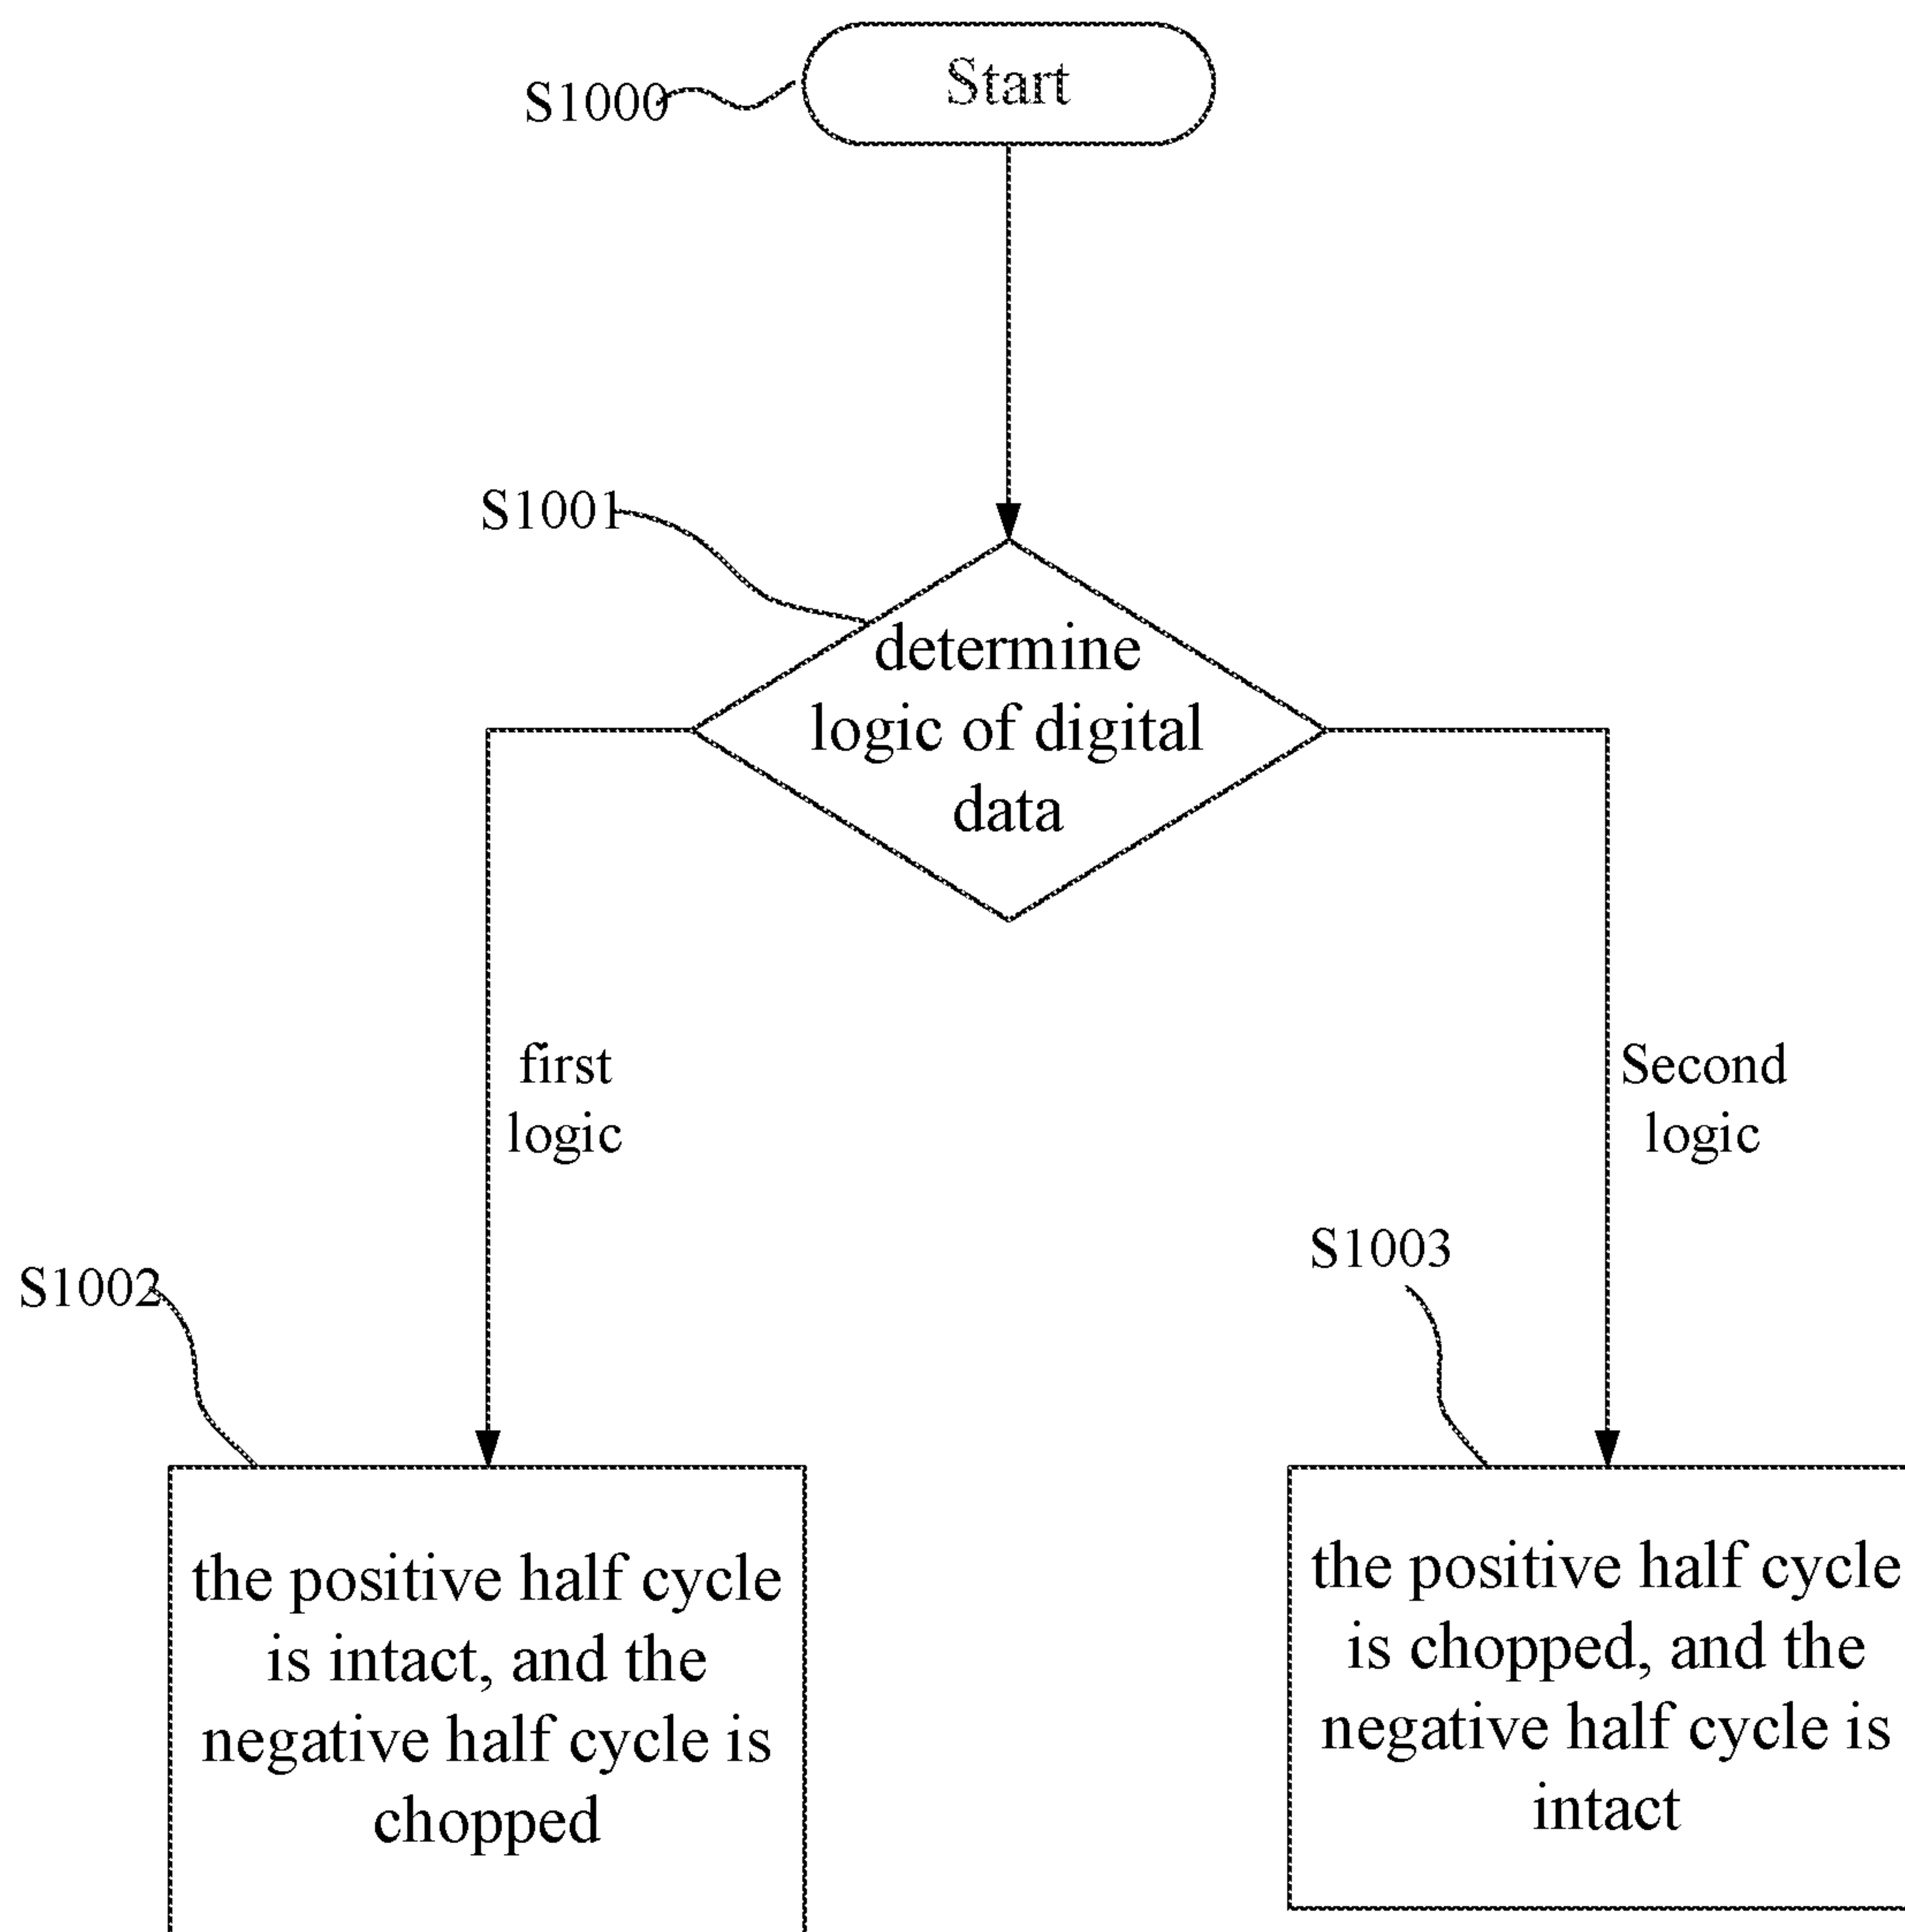 S1000
Start
S1001
determine
logic of digital
data
first
logic
Second
logic
S1002
S1003
the positive half cycle
is intact, and the
negative half cycle is
chopped
the positive half cycle
is chopped, and the
negative half cycle is
intact